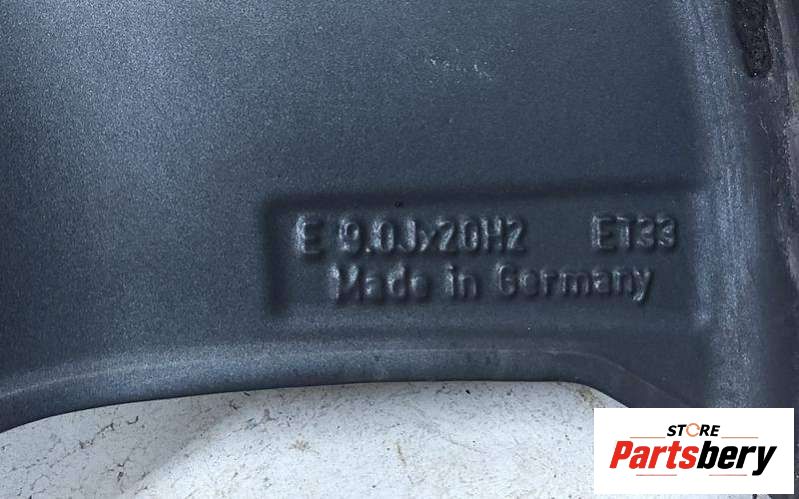 E 9.0Jx20H2 ET33
Made in Germany
STORE
Partsbery